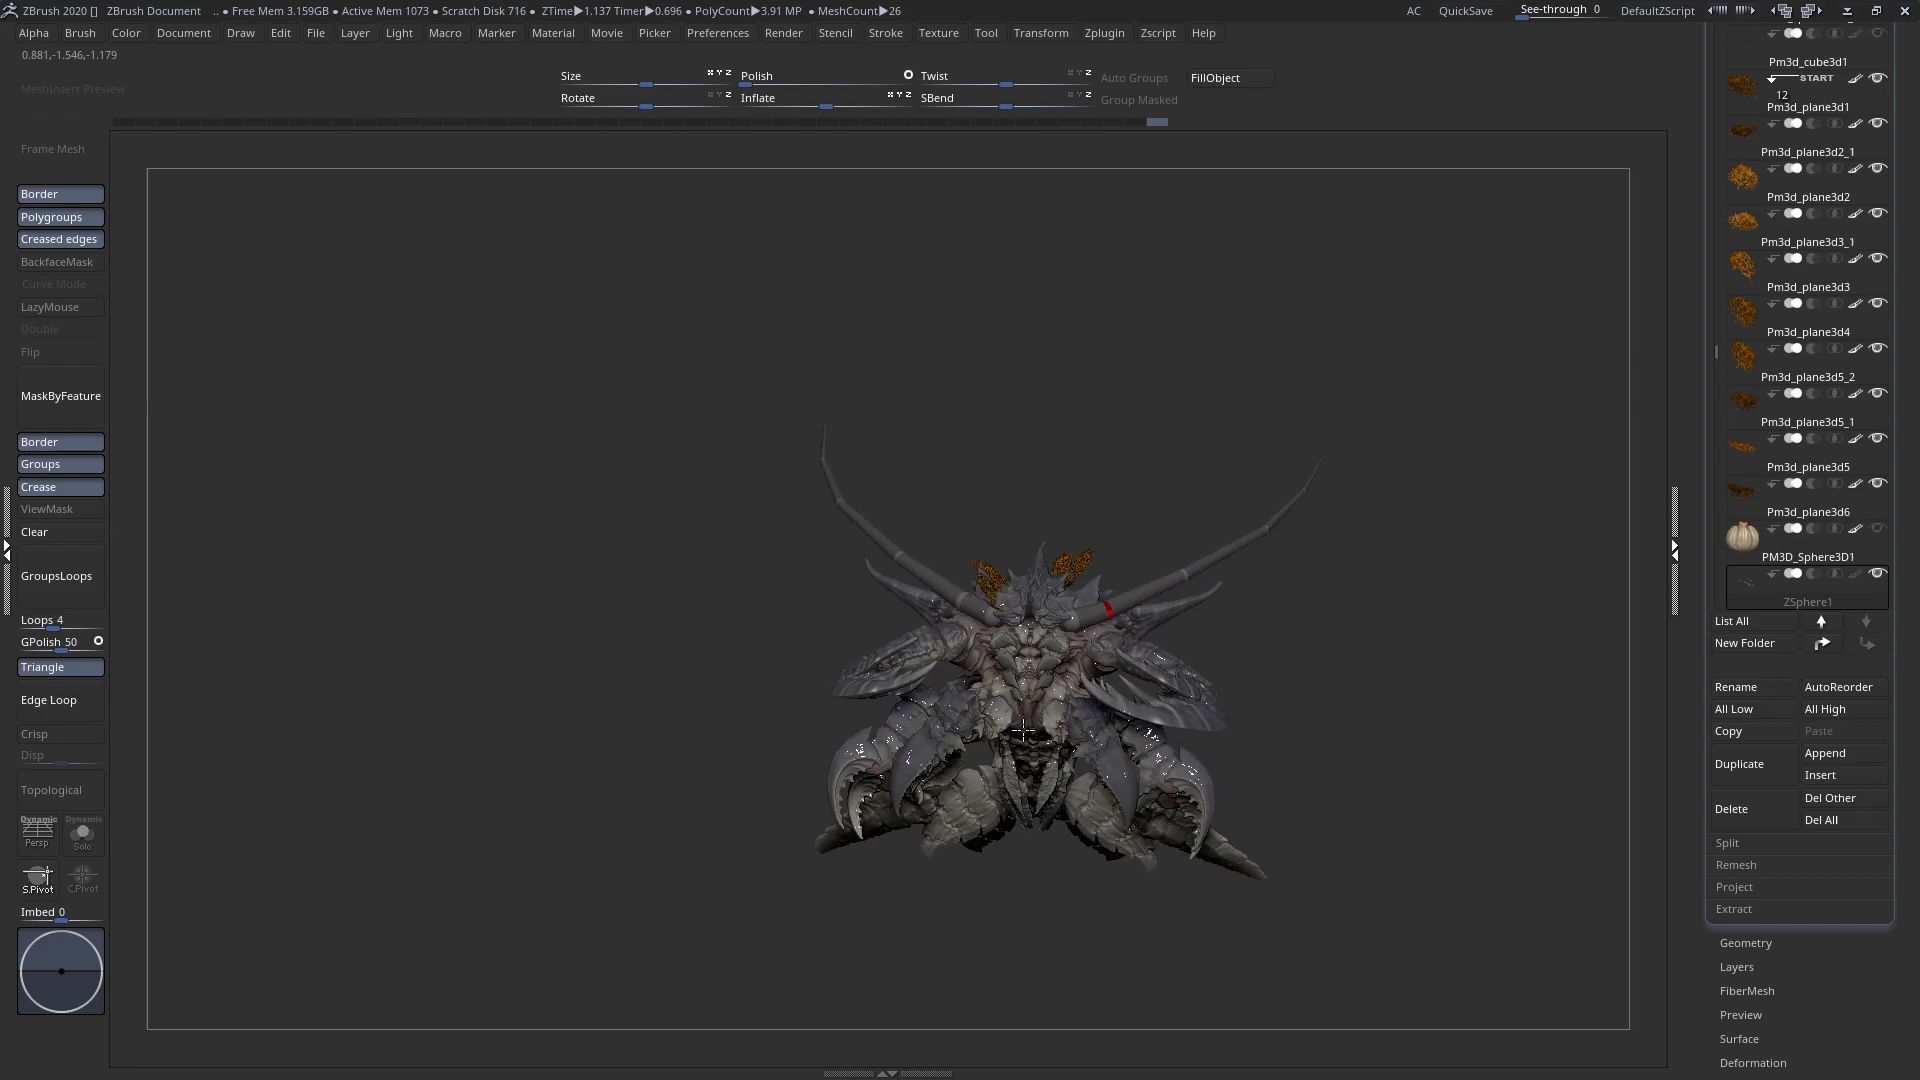 ZBrush 2020 [] ZBrush Document .. • Free Mem 3.159GB • Active Mem 1073 • Scratch Disk 716 • ZTime▶1.137 Timer▶0.696 • PolyCount▶3.91 MP • MeshCount▶26 AC QuickSave See-through 0 DefaultZScript
Alpha Brush Color Document Draw Edit File Layer Light Macro Marker Material Movie Picker Preferences Render Stencil Stroke Texture Tool Transform Zplugin Zscript Help
0.881,-1.546,-1.179
MeshInsert Preview
Size Polish Twist Auto Groups FillObject
Rotate Inflate SBend Group Masked
Frame Mesh
Border
Polygroups
Creased edges
BackfaceMask
Curve Mode
LazyMouse
Double
Flip
MaskByFeature
Border
Groups
Crease
ViewMask
Clear
GroupsLoops
Loops 4
GPolish 50
Triangle
Edge Loop
Crisp
Disp
Topological
Dynamic Dynamic
Persp Solo
S.Pivot C.Pivot
Imbed 0
Pm3d_cube3d1
START
12
Pm3d_plane3d1
Pm3d_plane3d2_1
Pm3d_plane3d2
Pm3d_plane3d3_1
Pm3d_plane3d3
Pm3d_plane3d4
Pm3d_plane3d5_2
Pm3d_plane3d5_1
Pm3d_plane3d5
Pm3d_plane3d6
PM3D_Sphere3D1
ZSphere1
List All
New Folder
Rename AutoReorder
All Low All High
Copy Paste
Duplicate Append
Insert
Delete Del Other
Del All
Split
Remesh
Project
Extract
Geometry
Layers
FiberMesh
Preview
Surface
Deformation